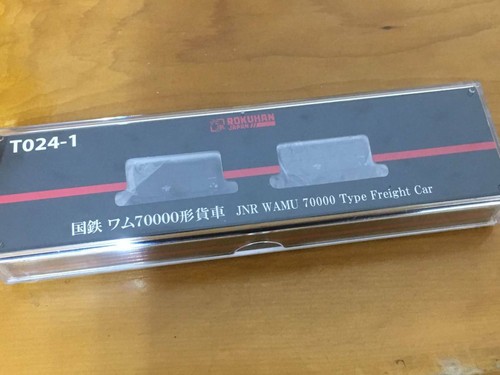 T024-1
ROKUHAN
国鉄 ワム70000形貨車 JNR WAMU 70000 Type Freight Car